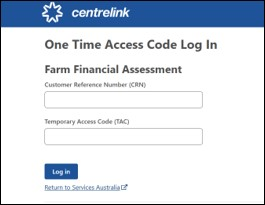 centrelink
One Time Access Code Log In
Farm Financial Assessment
Customer Reference Number (CRN)
Temporary Access Code (TAC)
Log in
Return to Services Australia